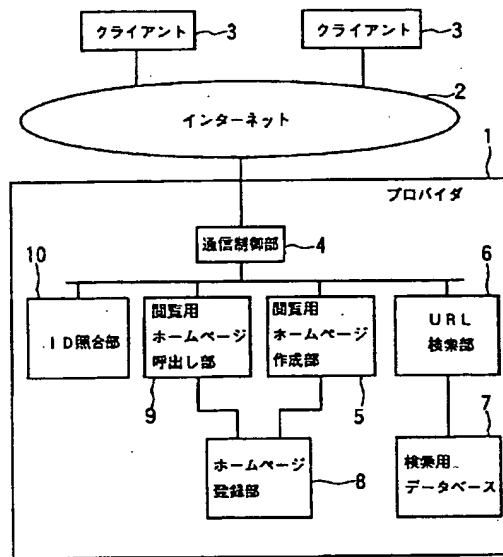 クライアント
3
クライアント
3
2
インターネット
1
プロバイダ
通信制御部
4
10
6
ID照合部
閲覧用
ホームページ
呼出し部
閲覧用
ホームページ
作成部
URL
検索部
9
5
7
ホームページ
登録部
8
検索用
データベース